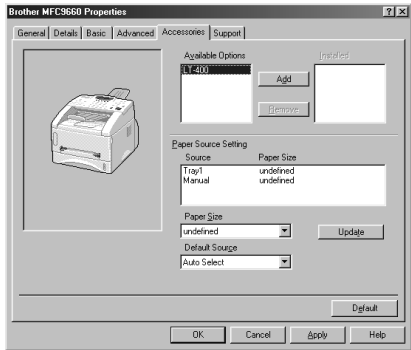 Brother MFC9660 Properties
General Details Basic Advanced Accessories Support
Available Options Installed
LT-400
Add
Remove
Paper Source Setting
Source Paper Size
Tray1 undefined
Manual undefined
Paper Size
undefined Update
Default Source
Auto Select
Default
OK Cancel Apply Help